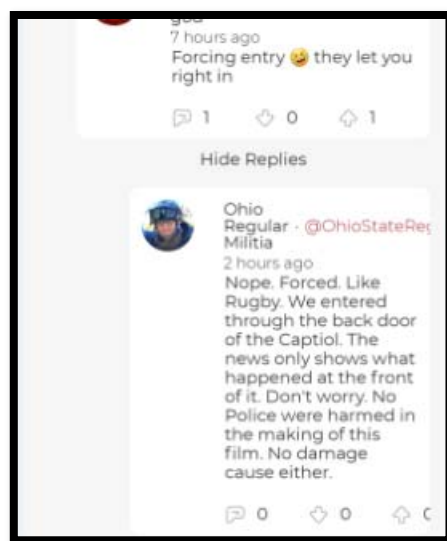 god
7 hours ago
Forcing entry 🤣 they let you
right in
1 0 1
Hide Replies
Ohio
Regular · @OhioStateReg
Militia
2 hours ago
Nope. Forced. Like
Rugby. We entered
through the back door
of the Captiol. The
news only shows what
happened at the front
of it. Don't worry. No
Police were harmed in
the making of this
film. No damage
cause either.
0 0